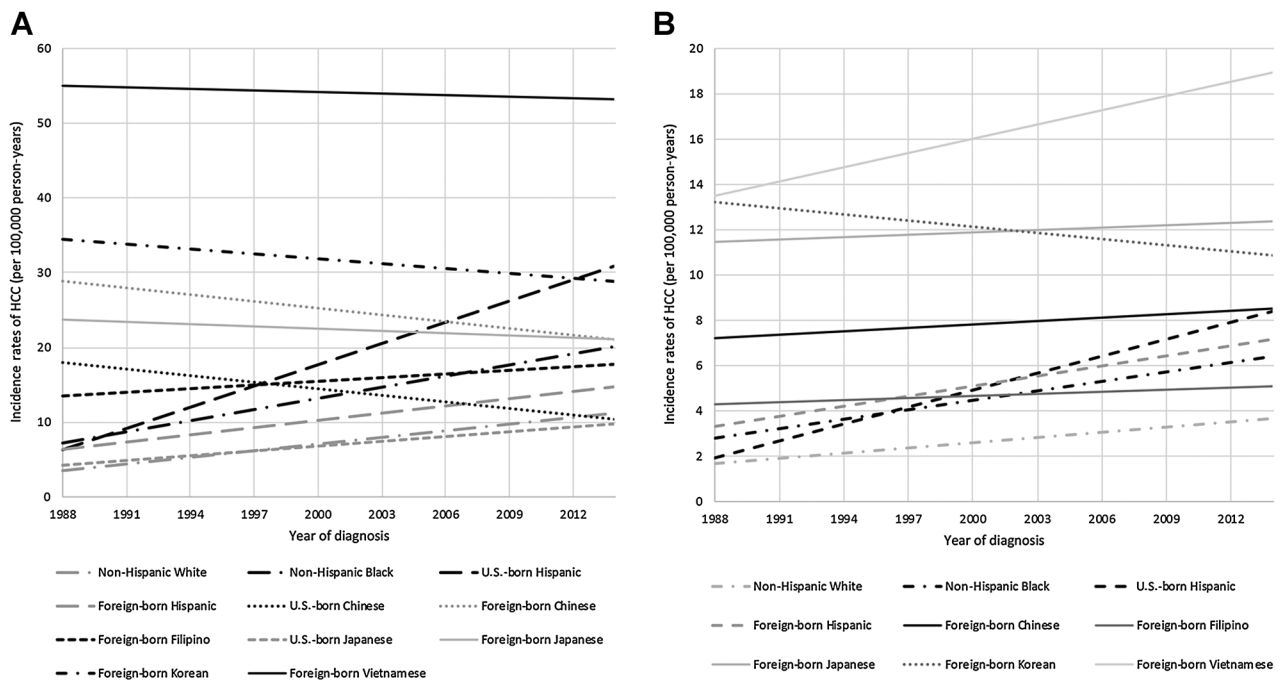 A
60
50
40
30
20
10
0
Incidence rates of HCC (per 100,000 person-years)
1988 1991 1994 1997 2000 2003 2006 2009 2012
Year of diagnosis
Non-Hispanic White Non-Hispanic Black U.S.-born Hispanic
Foreign-born Hispanic U.S.-born Chinese Foreign-born Chinese
Foreign-born Filipino U.S.-born Japanese Foreign-born Japanese
Foreign-born Korean Foreign-born Vietnamese
B
20
18
16
14
12
10
8
6
4
2
0
Incidence rates of HCC (per 100,000 person-years)
1988 1991 1994 1997 2000 2003 2006 2009 2012
Year of diagnosis
Non-Hispanic White Non-Hispanic Black U.S.-born Hispanic
Foreign-born Hispanic Foreign-born Chinese Foreign-born Filipino
Foreign-born Japanese Foreign-born Korean Foreign-born Vietnamese